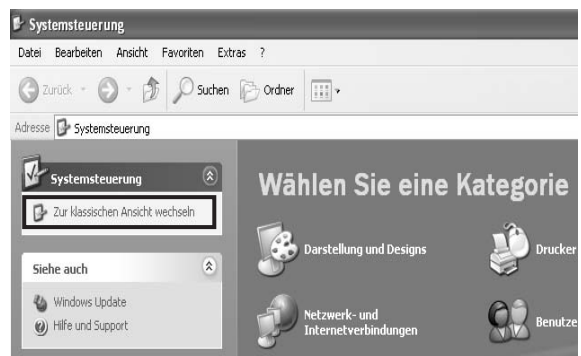 Systemsteuerung
Datei Bearbeiten Ansicht Favoriten Extras ?
Zurück Suchen Ordner
Adresse Systemsteuerung
Systemsteuerung
Zur klassischen Ansicht wechseln
Siehe auch
Windows Update
Hilfe und Support
Wählen Sie eine Kategorie
Darstellung und Designs
Drucker
Netzwerk- und
Internetverbindungen
Benutze